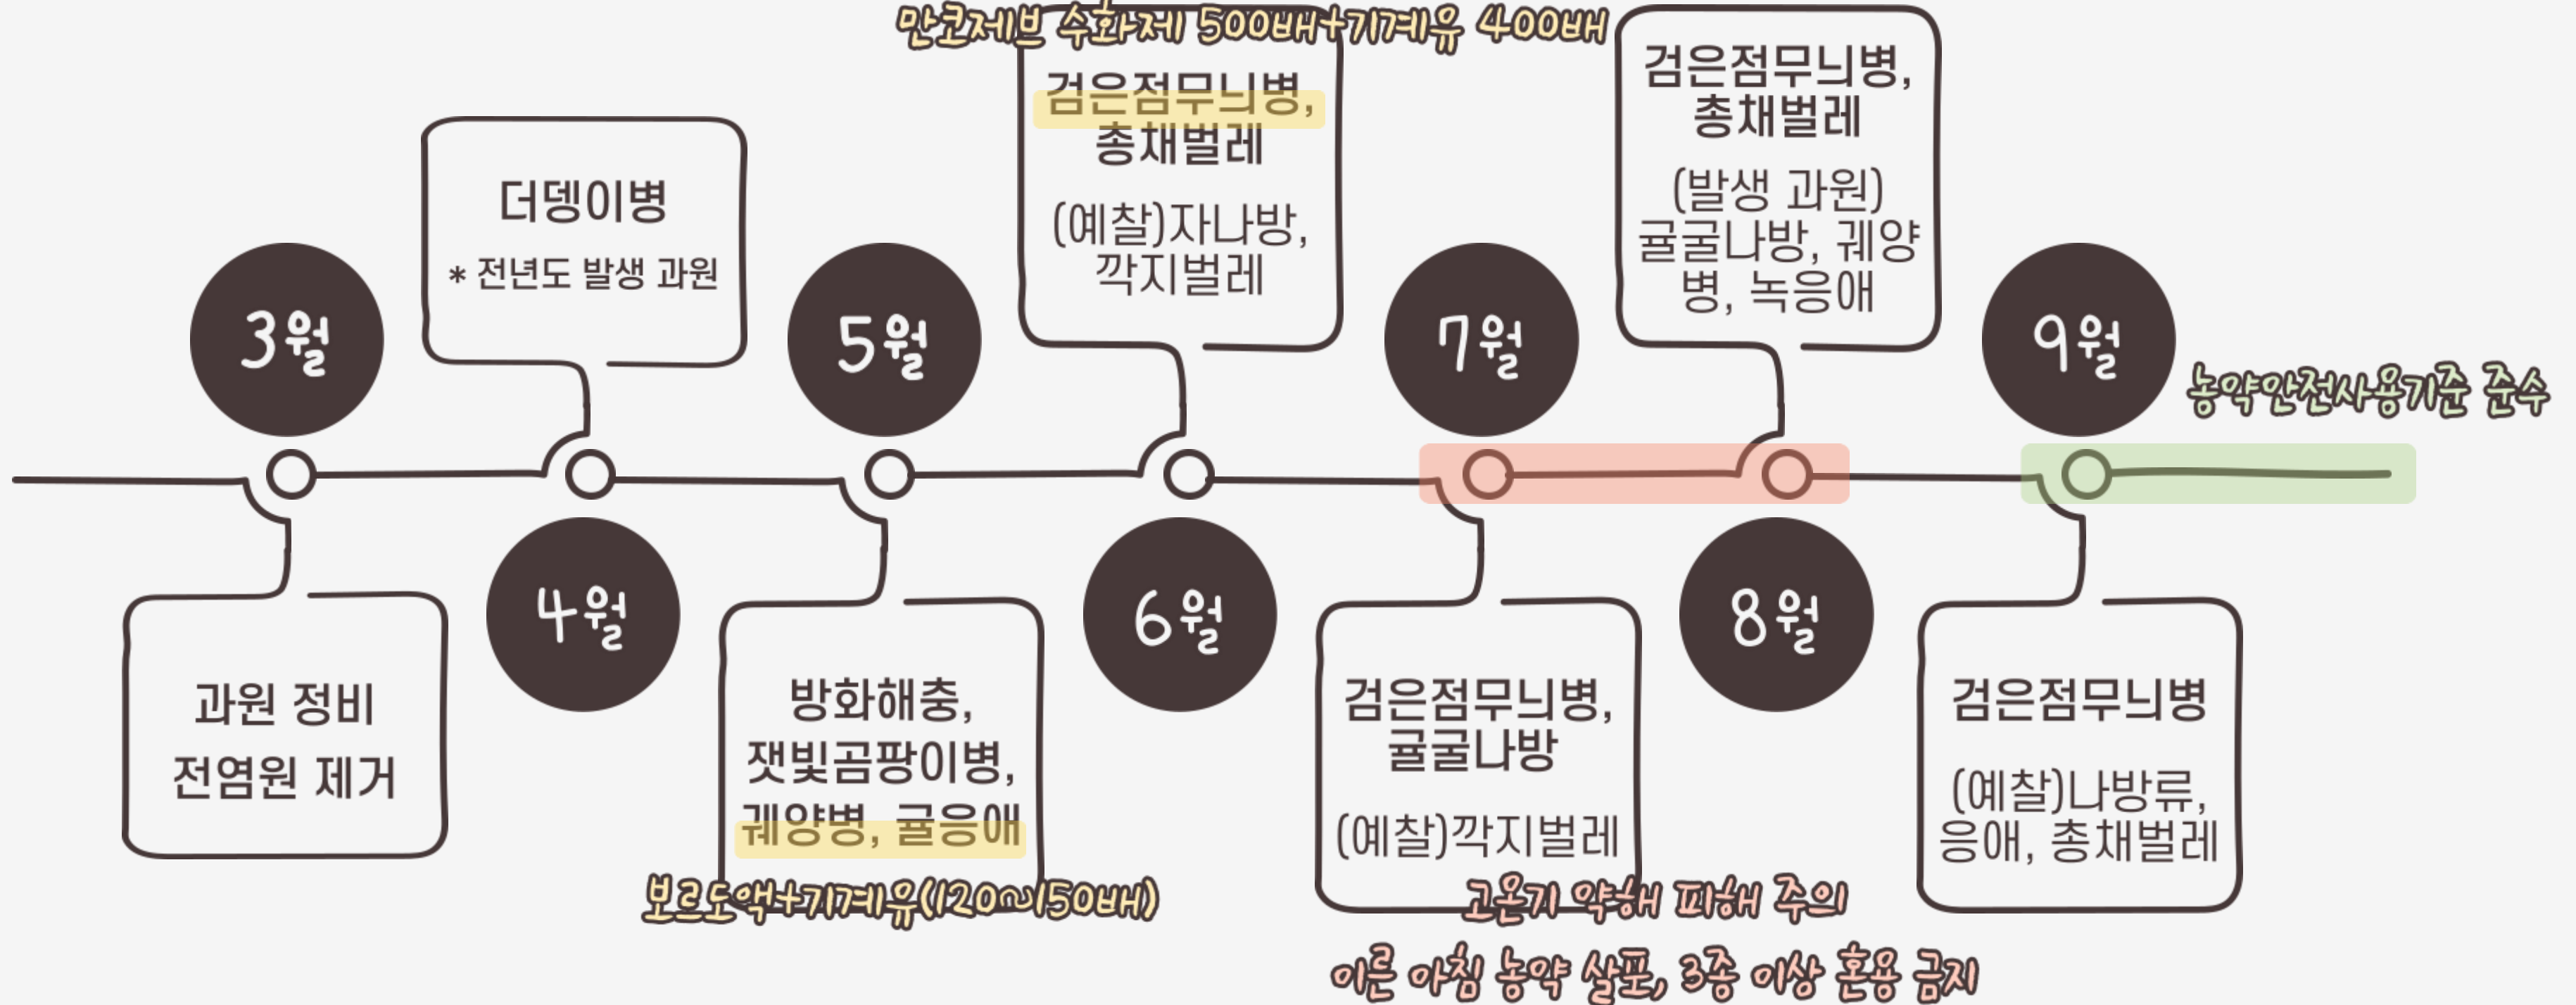 3월
과원 정비
전염원 제거
4월
더뎅이병
* 전년도 발생 과원
5월
방화해충,
잿빛곰팡이병,
궤양병, 귤응애
보르도액+기계유(120~150배)
6월
만코제브 수화제 500배+기계유 400배
검은점무늬병,
총채벌레
(예찰)자나방,
깍지벌레
7월
검은점무늬병,
귤굴나방
(예찰)깍지벌레
고온기 약해 피해 주의
이른 아침 농약 살포, 3종 이상 혼용 금지
8월
검은점무늬병,
총채벌레
(발생 과원)
귤굴나방, 궤양
병, 녹응애
9월
농약안전사용기준 준수
검은점무늬병
(예찰)나방류,
응애, 총채벌레